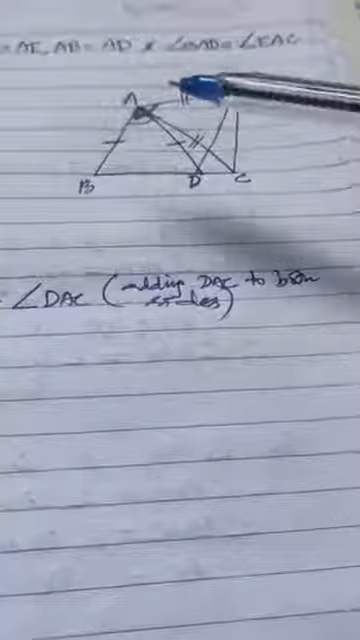 = AE, AB = AD & ∠BAD = ∠EAC
A
B
D
C
∠DAC (adding DAC to both
sides)